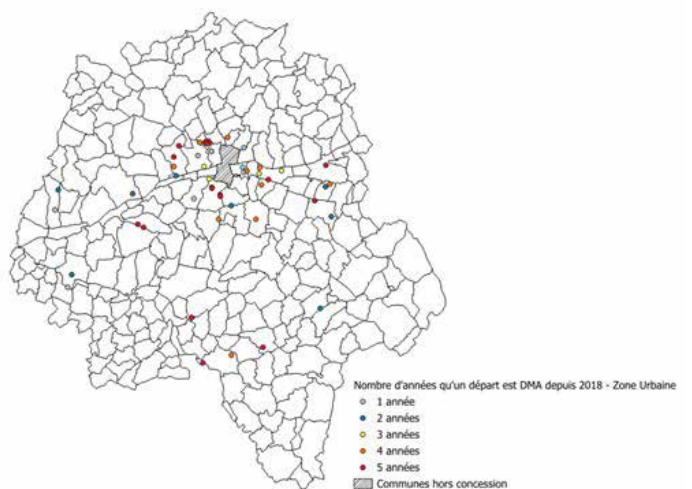 Nombre d'années qu'un départ est DMA depuis 2018 - Zone Urbaine
1 année
2 années
3 années
4 années
5 années
Communes hors concession